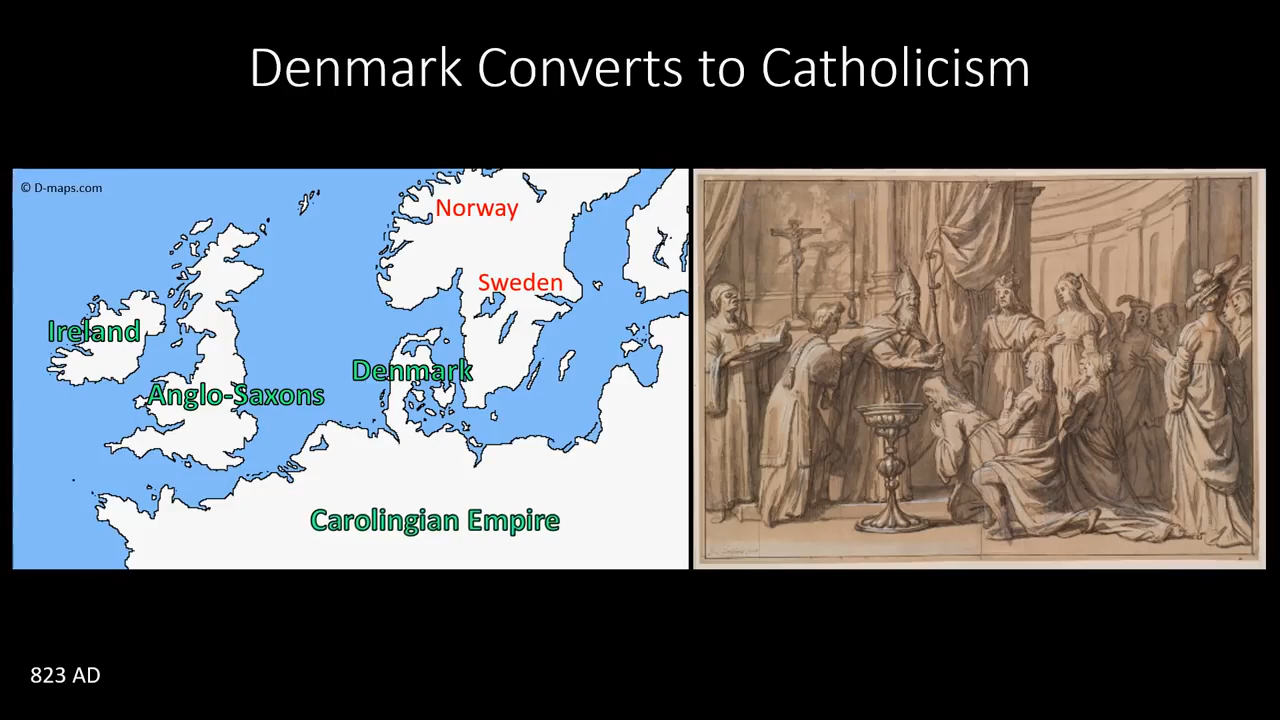 Denmark Converts to Catholicism
© D-maps.com
Norway
Sweden
Ireland
Denmark
Anglo-Saxons
Carolingian Empire
823 AD